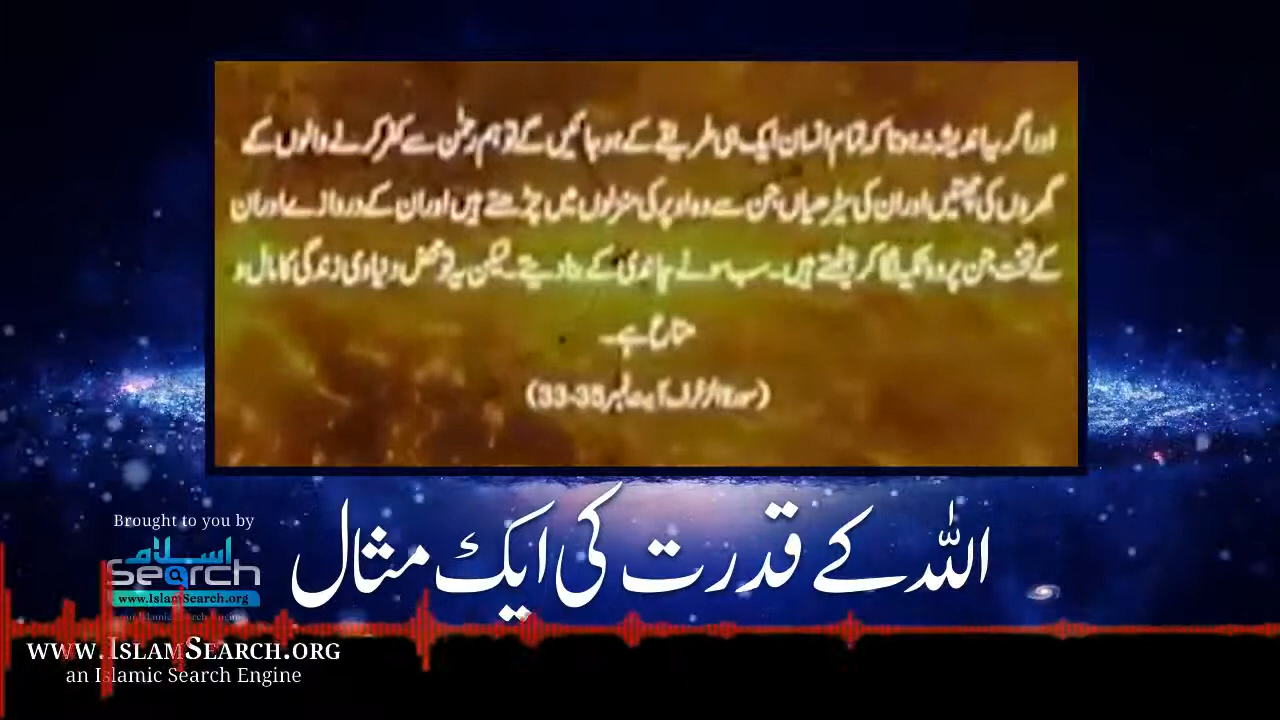 اور اگر یہ اندیشہ نہ ہوتا کہ تمام انسان ایک ہی طریقے کے ہو جائیں گے تو ہم رحمٰن سے کفر کرنے والوں کے
گھروں کی چھتیں اور ان کی سیڑھیاں جن سے وہ اوپر کی منزلوں میں چڑھتے ہیں اور ان کے دروازے اور ان
کے تخت جن پر وہ تکیہ لگا کر بیٹھتے ہیں۔ سب سونے چاندی کے بنا دیتے۔ لیکن یہ تو محض دنیاوی زندگی کا مال و
متاع ہے۔
(سورۃ الزخرف آیت نمبر 33-35)
اللہ کے قدرت کی ایک مثال
Brought to you by
اسلام
Search
www.IslamSearch.org
an Islamic Search Engine
www.IslamSearch.org
an Islamic Search Engine